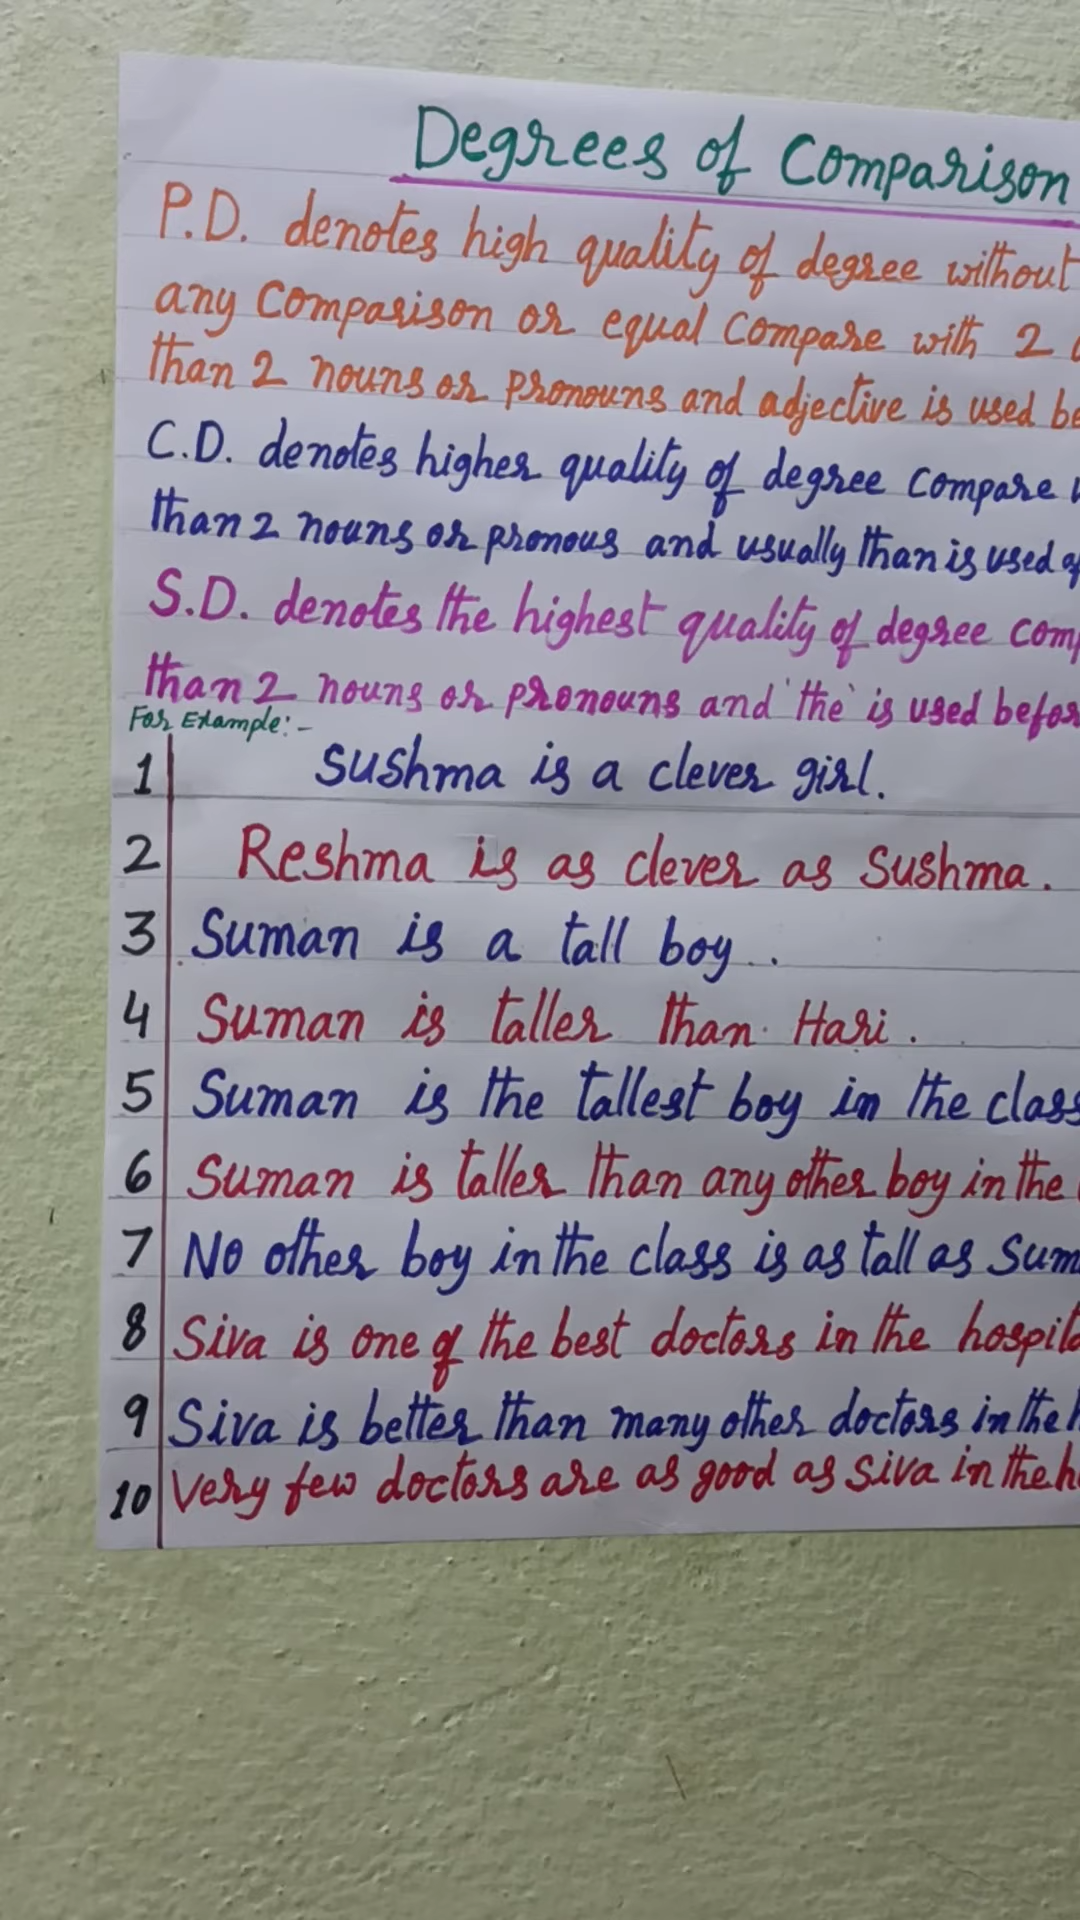 Degrees of Comparison
P.D. denotes high quality of degree without
any Comparison or equal Compare with 2
than 2 nouns or pronouns and adjective is used be
C.D. denotes higher quality of degree Compare
than 2 nouns or pronous and usually than is used
S.D. denotes the highest quality of degree com
than 2 nouns or pronouns and 'the' is used befor
For Example:-
1 Sushma is a clever girl.
2 Reshma is as clever as Sushma.
3 Suman is a tall boy.
4 Suman is taller than Hari.
5 Suman is the tallest boy in the class
6 Suman is taller than any other boy in the
7 No other boy in the class is as tall as Sum
8 Siva is one of the best doctors in the hospit
9 Siva is better than many other doctors in the h
10 Very few doctors are as good as Siva in the h